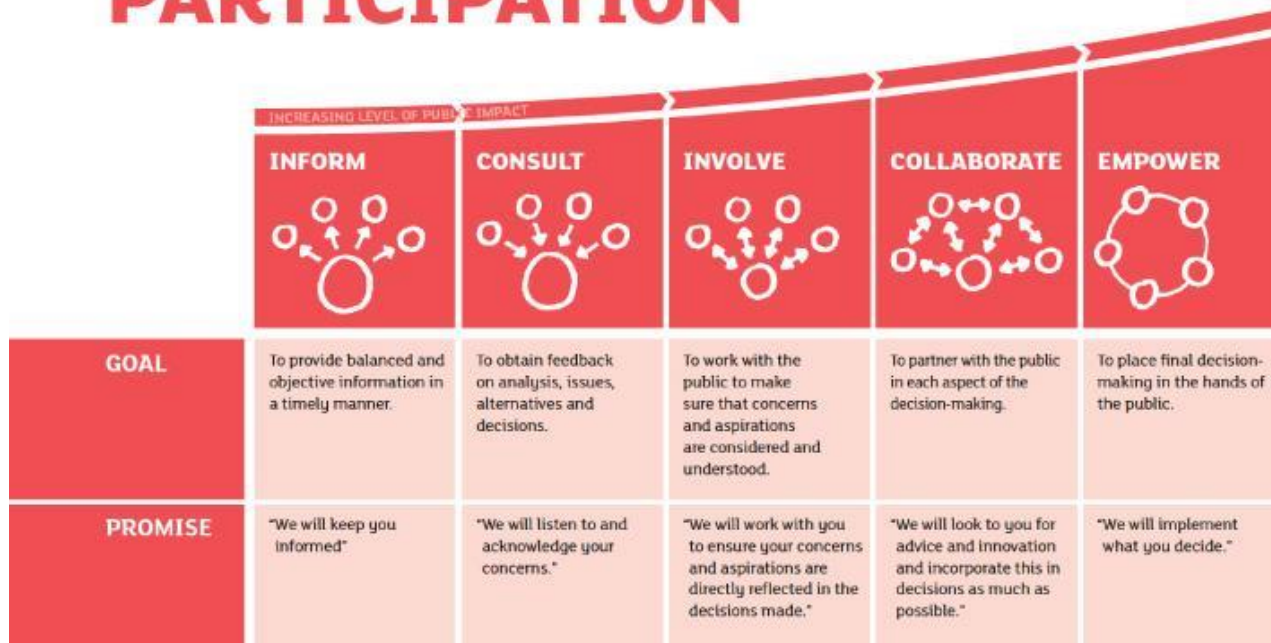 PARTICIPATION
INCREASING LEVEL OF PUBLIC IMPACT
INFORM
CONSULT
INVOLVE
COLLABORATE
EMPOWER
GOAL
To provide balanced and
objective information in
a timely manner.
To obtain feedback
on analysis, issues,
alternatives and
decisions.
To work with the
public to make
sure that concerns
and aspirations
are considered and
understood.
To partner with the public
in each aspect of the
decision-making.
To place final decision-
making in the hands of
the public.
PROMISE
“We will keep you
informed”
“We will listen to and
acknowledge your
concerns.”
“We will work with you
to ensure your concerns
and aspirations are
directly reflected in the
decisions made.”
“We will look to you for
advice and innovation
and incorporate this in
decisions as much as
possible.”
“We will implement
what you decide.”